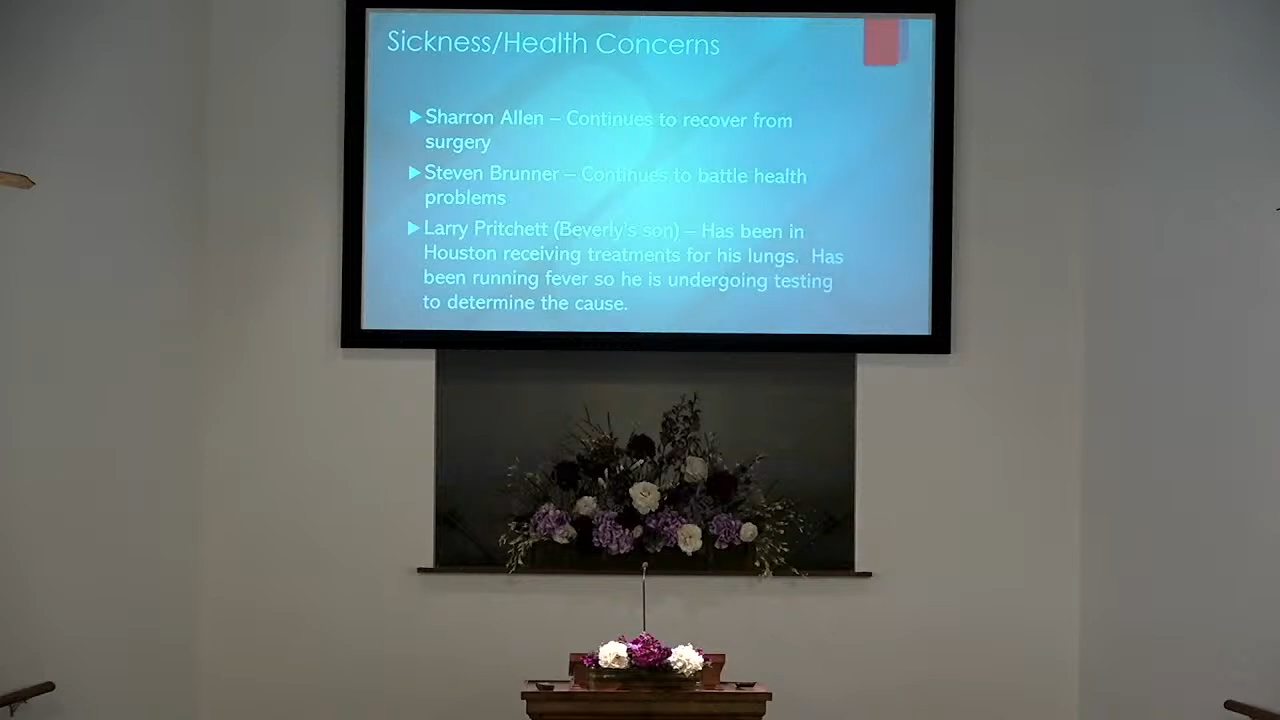 Sickness/Health Concerns
▶Sharron Allen – Continues to recover from
surgery
▶Steven Brunner – Continues to battle health
problems
▶Larry Pritchett (Beverly's son) – Has been in
Houston receiving treatments for his lungs. Has
been running fever so he is undergoing testing
to determine the cause.